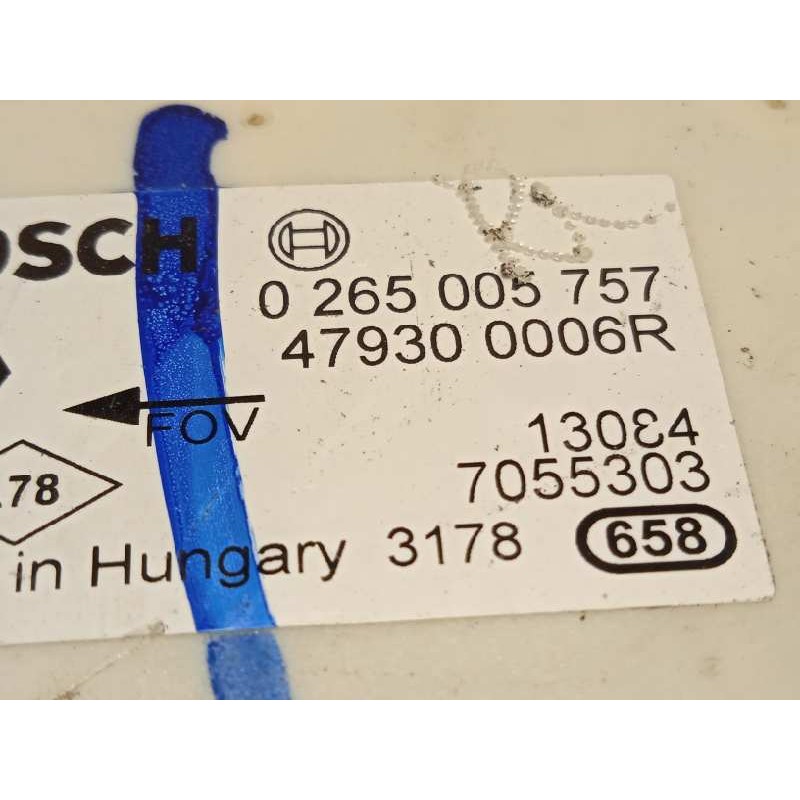 OSCH
0 265 005 757
47930 0006R
FOV
13084
7055303
.78
in Hungary 3178 658